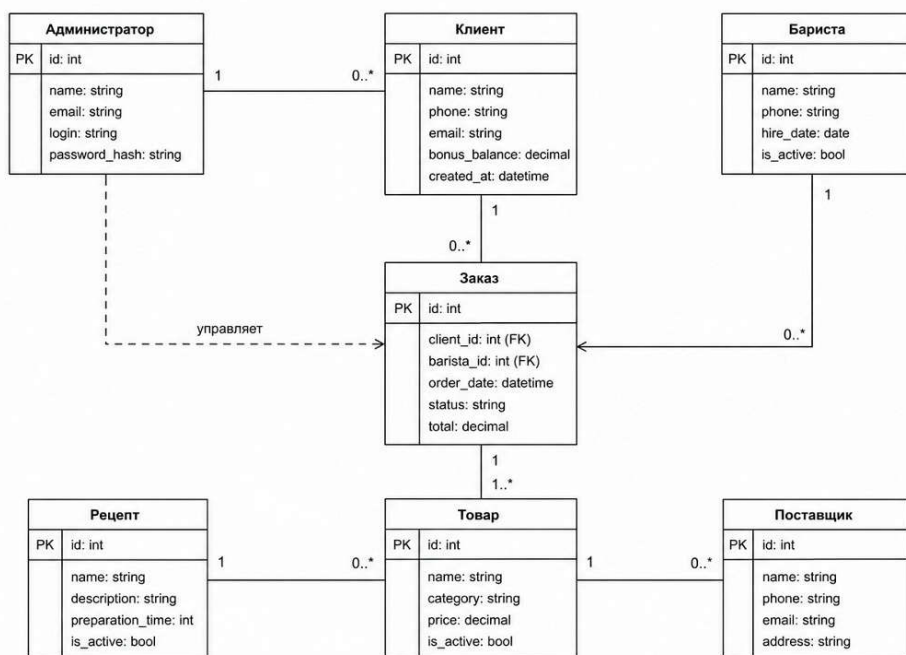 Администратор
PK id: int
name: string
email: string
login: string
password_hash: string
1
0..*
Клиент
PK id: int
name: string
phone: string
email: string
bonus_balance: decimal
created_at: datetime
Бариста
PK id: int
name: string
phone: string
hire_date: date
is_active: bool
1
0..*
1
0..*
управляет
Заказ
PK id: int
client_id: int (FK)
barista_id: int (FK)
order_date: datetime
status: string
total: decimal
1
1..*
Рецепт
PK id: int
name: string
description: string
preparation_time: int
is_active: bool
1
0..*
Товар
PK id: int
name: string
category: string
price: decimal
is_active: bool
1
0..*
Поставщик
PK id: int
name: string
phone: string
email: string
address: string